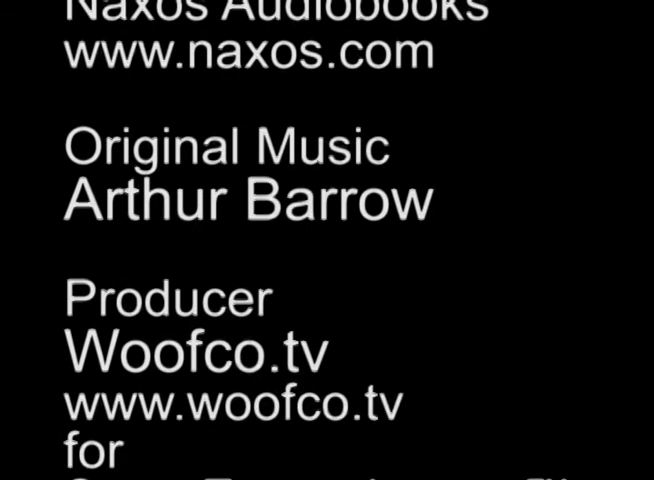 Naxos Audiobooks
www.naxos.com
Original Music
Arthur Barrow
Producer
Woofco.tv
www.woofco.tv
for